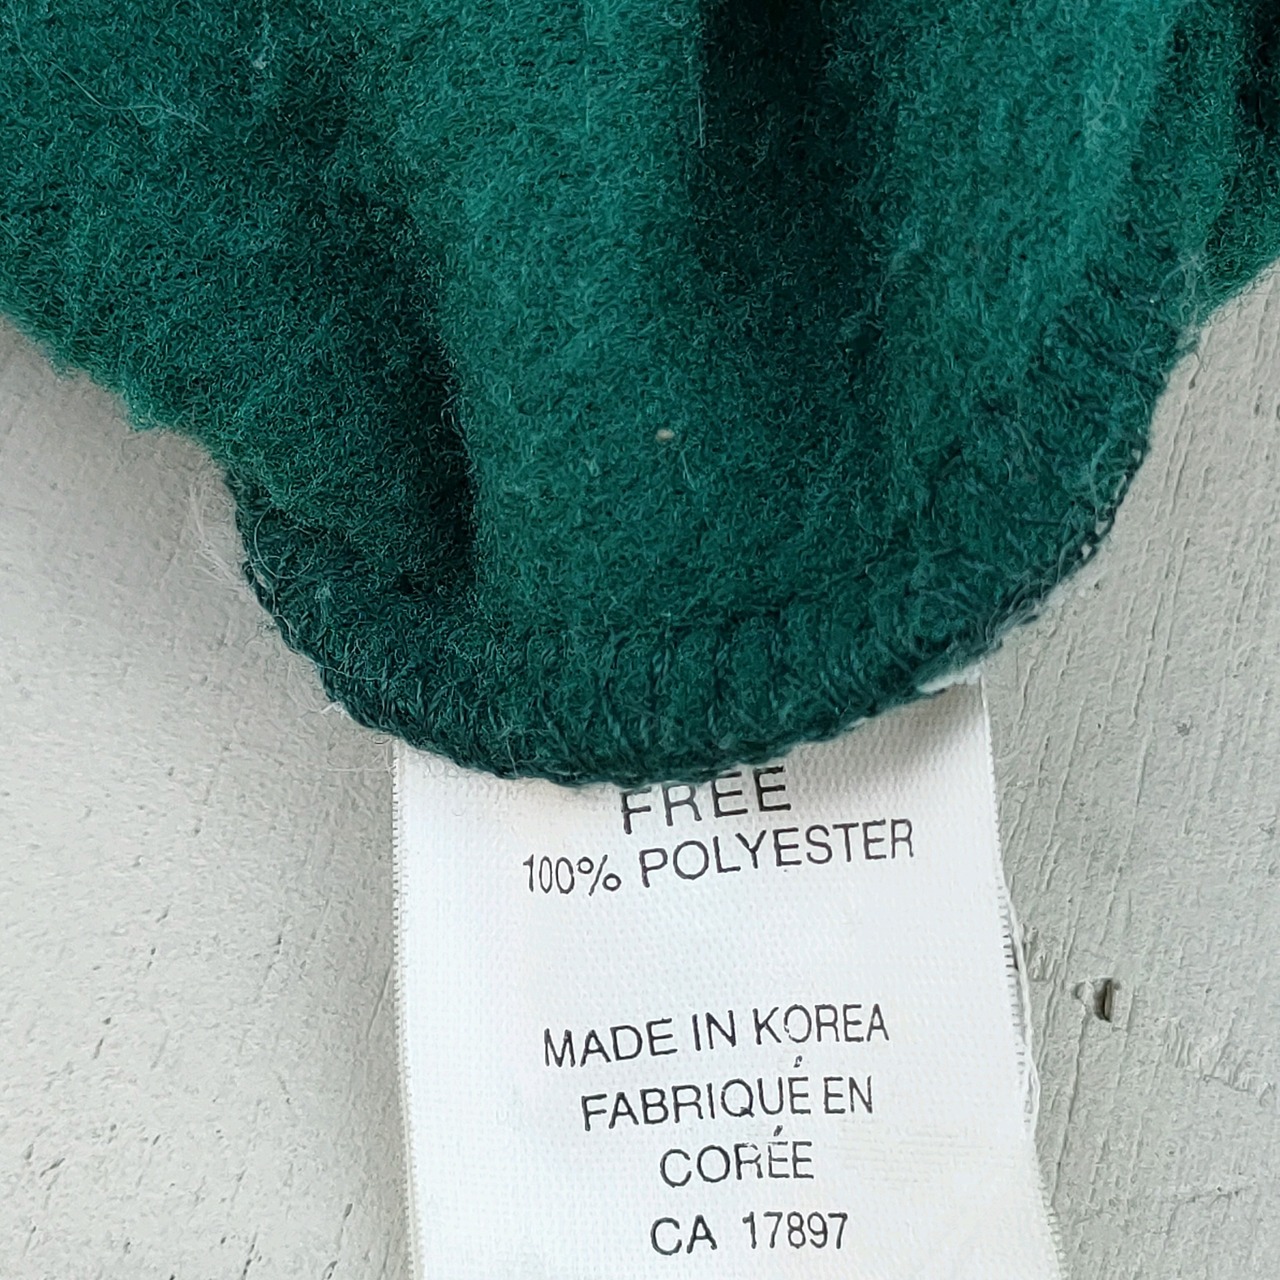 FREE
100% POLYESTER
MADE IN KOREA
FABRIQUÉ EN
CORÉE
CA 17897